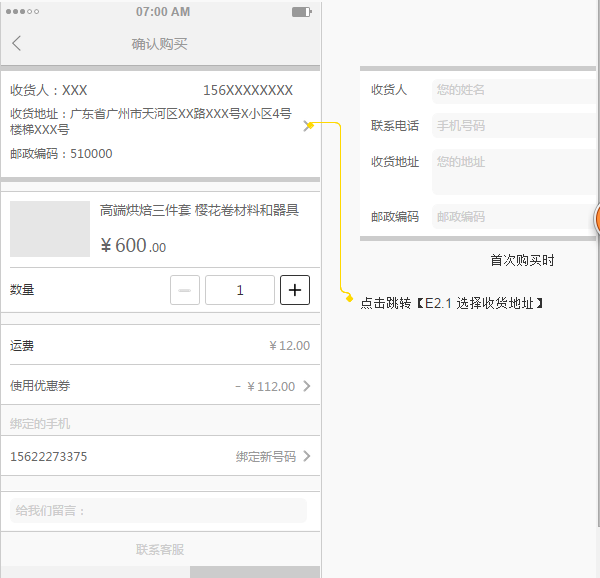 07:00 AM
确认购买
收货人：XXX 156XXXXXXXX
收货地址：广东省广州市天河区XX路XXX号X小区4号
楼梯XXX号
邮政编码：510000
高端烘焙三件套 樱花卷材料和器具
￥600.00
数量 1
运费 ￥12.00
使用优惠券 - ￥112.00
绑定的手机
15622273375 绑定新号码
给我们留言：
联系客服
收货人 您的姓名
联系电话 手机号码
收货地址 您的地址
邮政编码 邮政编码
首次购买时
点击跳转【E2.1 选择收货地址】